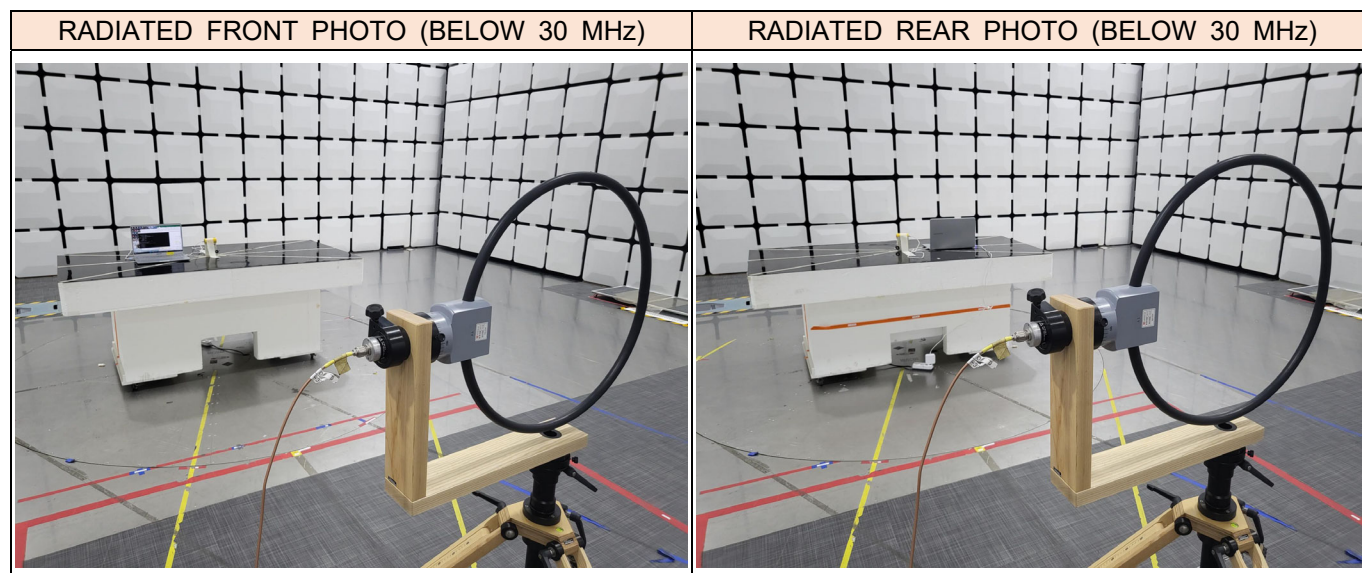 RADIATED FRONT PHOTO (BELOW 30 MHz)
RADIATED REAR PHOTO (BELOW 30 MHz)